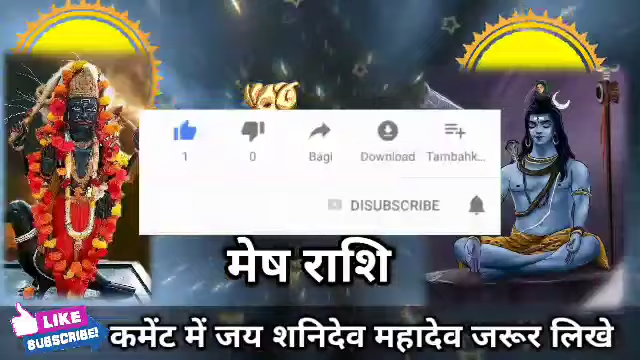 1
0
Bagi
Download
Tambahk...
DISUBSCRIBE
मेष राशि
LIKE
SUBSCRIBE!
कमेंट में जय शनिदेव महादेव जरूर लिखे